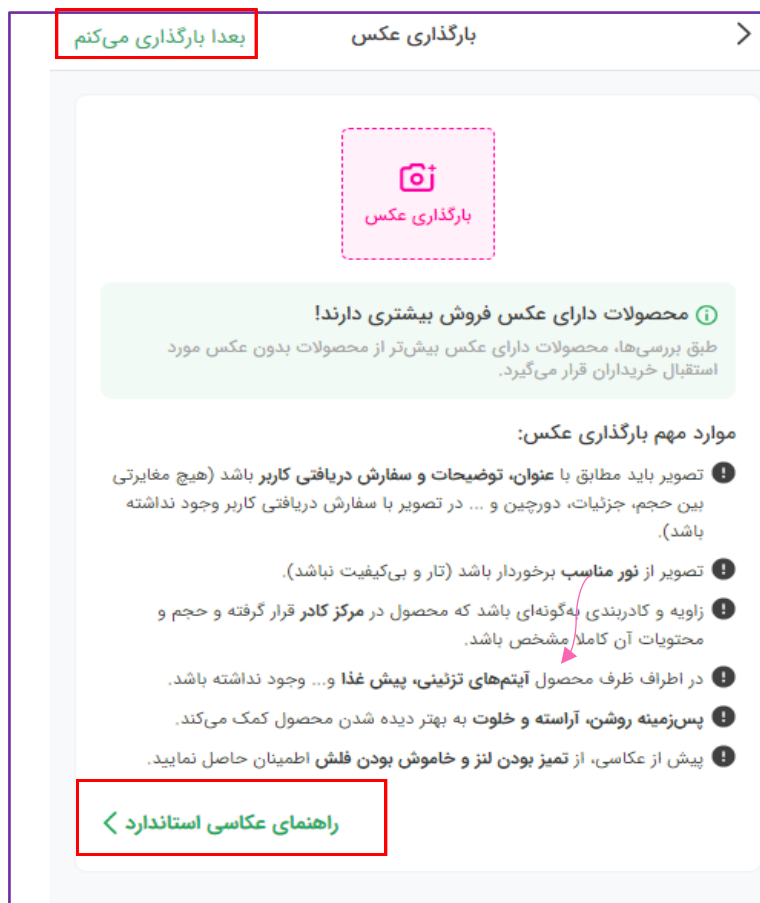 بارگذاری عکس
بعدا بارگذاری می‌کنم
بارگذاری عکس
محصولات دارای عکس فروش بیشتری دارند!
طبق بررسی‌ها، محصولات دارای عکس بیش‌تر از محصولات بدون عکس مورد
استقبال خریداران قرار می‌گیرد.
موارد مهم بارگذاری عکس:
تصویر باید مطابق با عنوان، توضیحات و سفارش دریافتی کاربر باشد (هیچ مغایرتی
بین حجم، جزئیات، دورچین و ... در تصویر با سفارش دریافتی کاربر وجود نداشته
باشد).
تصویر از نور مناسب برخوردار باشد (تار و بی‌کیفیت نباشد).
زاویه و کادربندی به‌گونه‌ای باشد که محصول در مرکز کادر قرار گرفته و حجم و
محتویات آن کاملا مشخص باشد.
در اطراف ظرف محصول آیتم‌های تزئینی، پیش غذا و... وجود نداشته باشد.
پس‌زمینه روشن، آراسته و خلوت به بهتر دیده شدن محصول کمک می‌کند.
پیش از عکاسی، از تمیز بودن لنز و خاموش بودن فلش اطمینان حاصل نمایید.
راهنمای عکاسی استاندارد